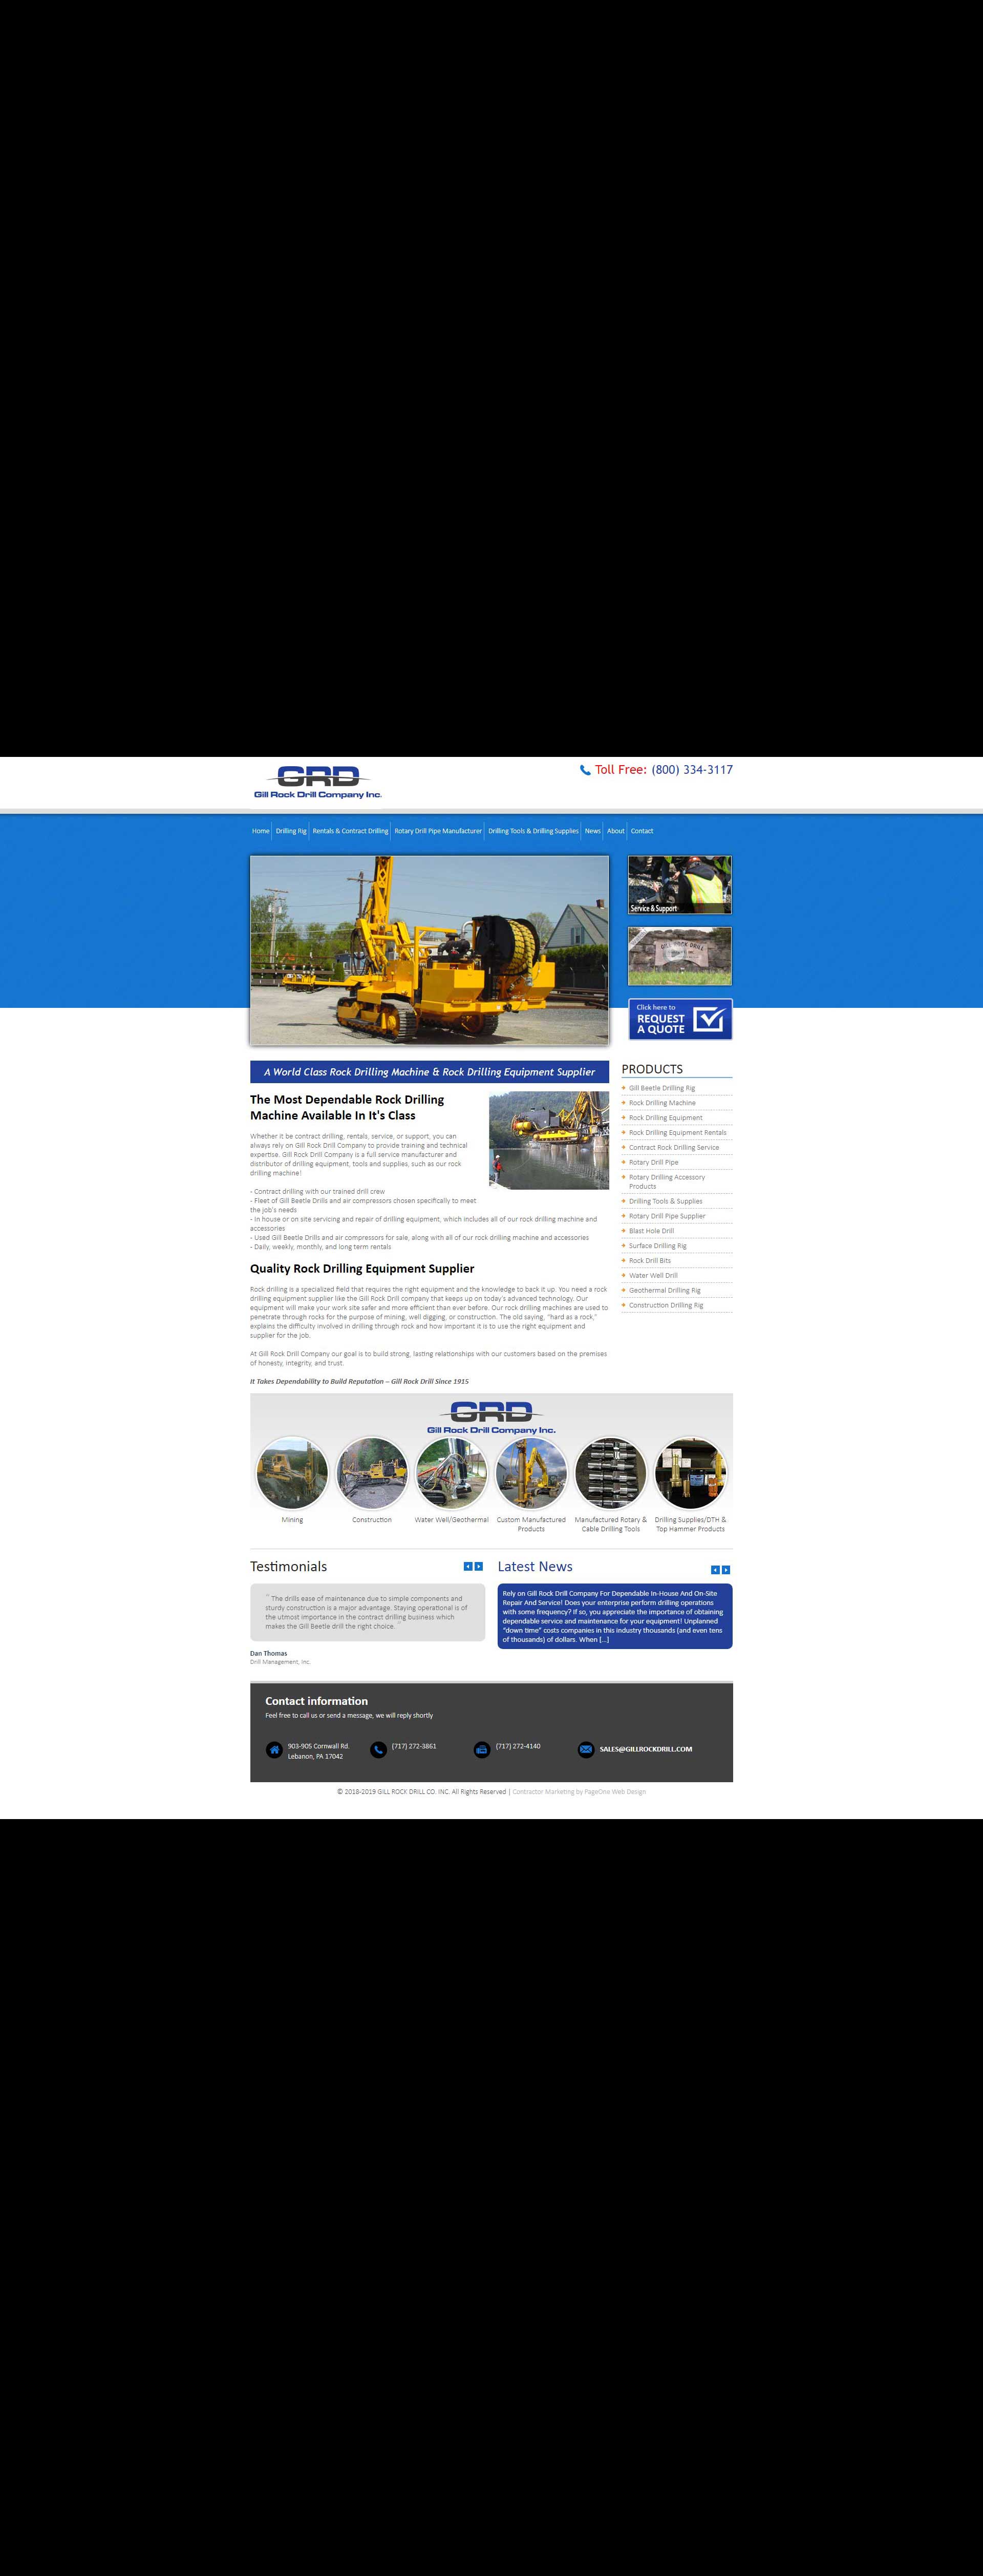 GRD
Gill Rock Drill Company Inc.
Toll Free: (800) 334-3117
Home
Drilling Rig
Rentals & Contract Drilling
Rotary Drill Pipe Manufacturer
Drilling Tools & Drilling Supplies
News
About
Contact
Service & Support
GILL ROCK DRILL
Click here to
REQUEST
A QUOTE
A World Class Rock Drilling Machine & Rock Drilling Equipment Supplier
The Most Dependable Rock Drilling
Machine Available In It's Class
Whether it be contract drilling, rentals, service, or support, you can
always rely on Gill Rock Drill Company to provide training and technical
expertise. Gill Rock Drill Company is a full service manufacturer and
distributor of drilling equipment, tools and supplies, such as our rock
drilling machine!
- Contract drilling with our trained drill crew
- Fleet of Gill Beetle Drills and air compressors chosen specifically to meet
the job's needs
- In house or on site servicing and repair of drilling equipment, which includes all of our rock drilling machine and
accessories
- Used Gill Beetle Drills and air compressors for sale, along with all of our rock drilling machine and accessories
- Daily, weekly, monthly, and long term rentals
Quality Rock Drilling Equipment Supplier
Rock drilling is a specialized field that requires the right equipment and the knowledge to back it up. You need a rock
drilling equipment supplier like the Gill Rock Drill company that keeps up on today's advanced technology. Our
equipment will make your work site safer and more efficient than ever before. Our rock drilling machines are used to
penetrate through rocks for the purpose of mining, well digging, or construction. The old saying, "hard as a rock,"
explains the difficulty involved in drilling through rock and how important it is to use the right equipment and
supplier for the job.
At Gill Rock Drill Company our goal is to build strong, lasting relationships with our customers based on the premises
of honesty, integrity, and trust.
It Takes Dependability to Build Reputation – Gill Rock Drill Since 1915
PRODUCTS
Gill Beetle Drilling Rig
Rock Drilling Machine
Rock Drilling Equipment
Rock Drilling Equipment Rentals
Contract Rock Drilling Service
Rotary Drill Pipe
Rotary Drilling Accessory
Products
Drilling Tools & Supplies
Rotary Drill Pipe Supplier
Blast Hole Drill
Surface Drilling Rig
Rock Drill Bits
Water Well Drill
Geothermal Drilling Rig
Construction Drilling Rig
GRD
Gill Rock Drill Company Inc.
Mining
Construction
Water Well/Geothermal
Custom Manufactured
Products
Manufactured Rotary &
Cable Drilling Tools
Drilling Supplies/DTH &
Top Hammer Products
Testimonials
" The drills ease of maintenance due to simple components and
sturdy construction is a major advantage. Staying operational is of
the utmost importance in the contract drilling business which
makes the Gill Beetle drill the right choice. "
Dan Thomas
Drill Management, Inc.
Latest News
Rely on Gill Rock Drill Company For Dependable In-House And On-Site
Repair And Service! Does your enterprise perform drilling operations
with some frequency? If so, you appreciate the importance of obtaining
dependable service and maintenance for your equipment! Unplanned
"down time" costs companies in this industry thousands (and even tens
of thousands) of dollars. When [...]
Contact information
Feel free to call us or send a message, we will reply shortly
903-905 Cornwall Rd.
Lebanon, PA 17042
(717) 272-3861
(717) 272-4140
SALES@GILLROCKDRILL.COM
© 2018-2019 GILL ROCK DRILL CO. INC. All Rights Reserved | Contractor Marketing by PageOne Web Design